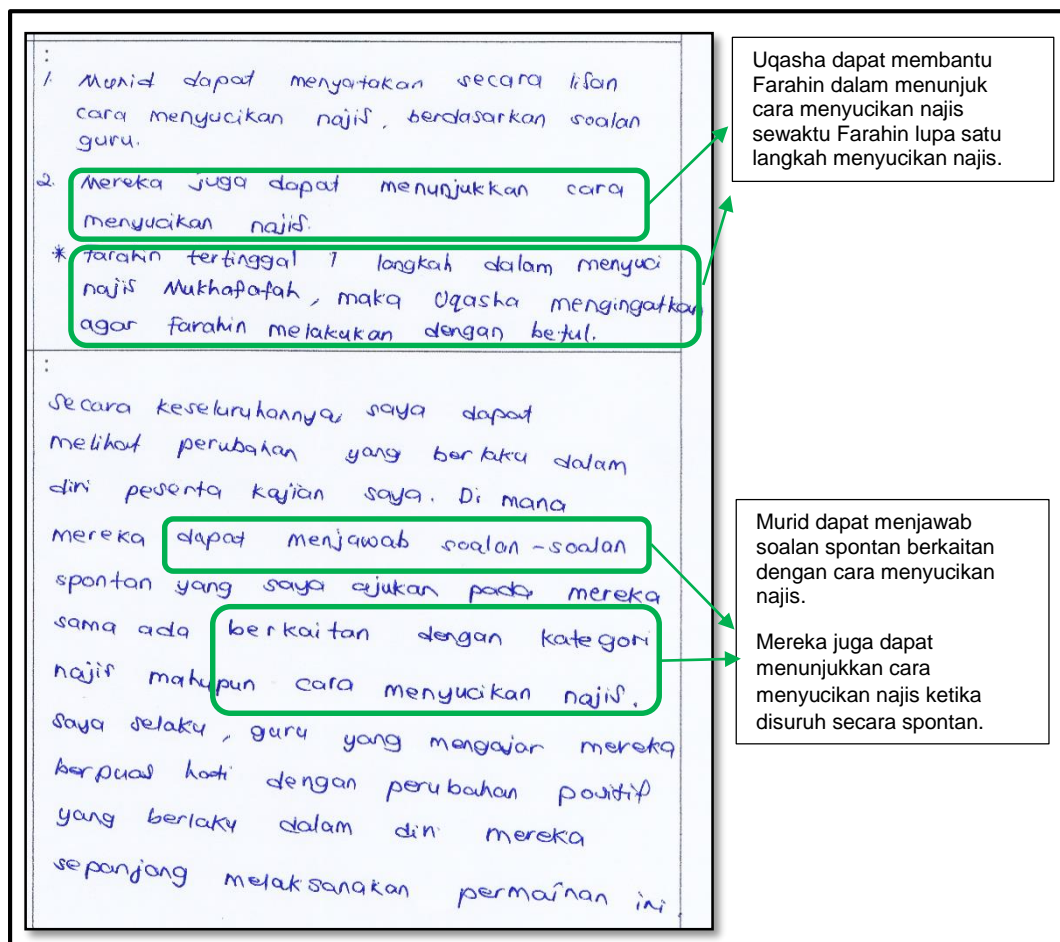 :
1. Murid dapat menyatakan secara lisan
cara menyucikan najis, berdasarkan soalan
guru.
2. Mereka juga dapat menunjukkan cara
menyucikan najis.
* Farahin tertinggal 1 langkah dalam menyuci
najis Mukhafafah, maka Uqasha mengingatkan
agar Farahin melakukan dengan betul.
:
Secara keseluruhannya, saya dapat
melihat perubahan yang berlaku dalam
diri peserta kajian saya. Di mana
mereka dapat menjawab soalan-soalan
spontan yang saya ajukan pada mereka
sama ada berkaitan dengan kategori
najis mahupun cara menyucikan najis.
Saya selaku, guru yang mengajar mereka
berpuas hati dengan perubahan positif
yang berlaku dalam diri mereka
sepanjang melaksanakan permainan ini.
Uqasha dapat membantu
Farahin dalam menunjuk
cara menyucikan najis
sewaktu Farahin lupa satu
langkah menyucikan najis.
Murid dapat menjawab
soalan spontan berkaitan
dengan cara menyucikan
najis.
Mereka juga dapat
menunjukkan cara
menyucikan najis ketika
disuruh secara spontan.